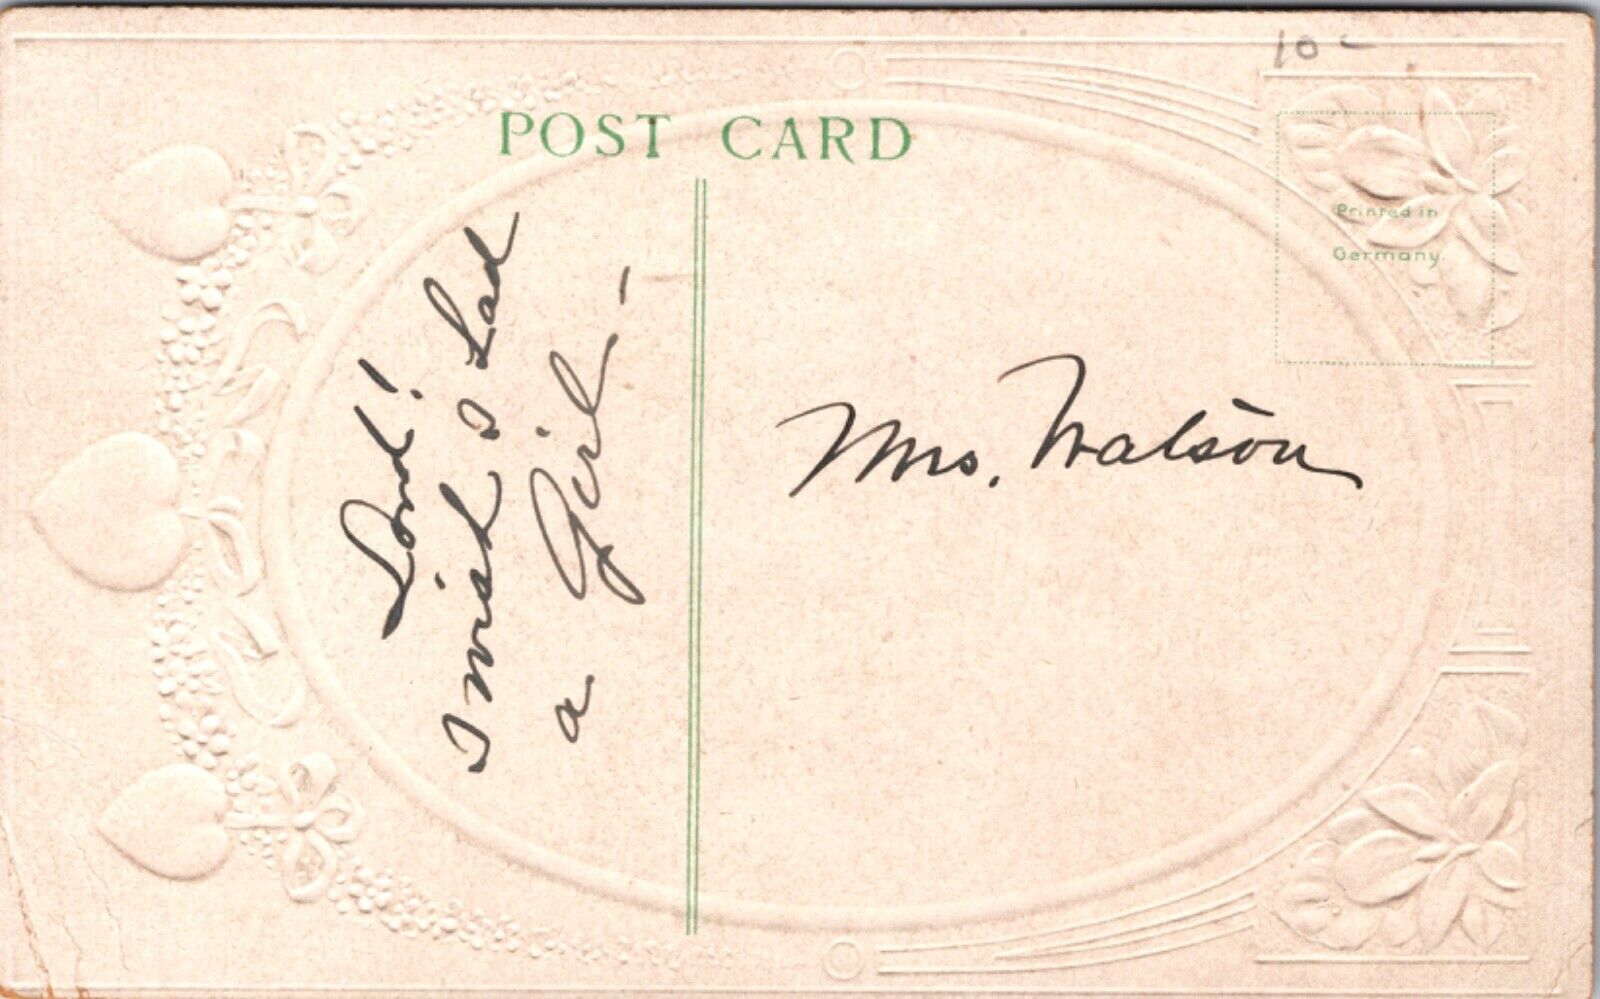 10 -
POST CARD
Printed in
Germany
Lord!
I wish I had
a Girl -
Mrs. Watson